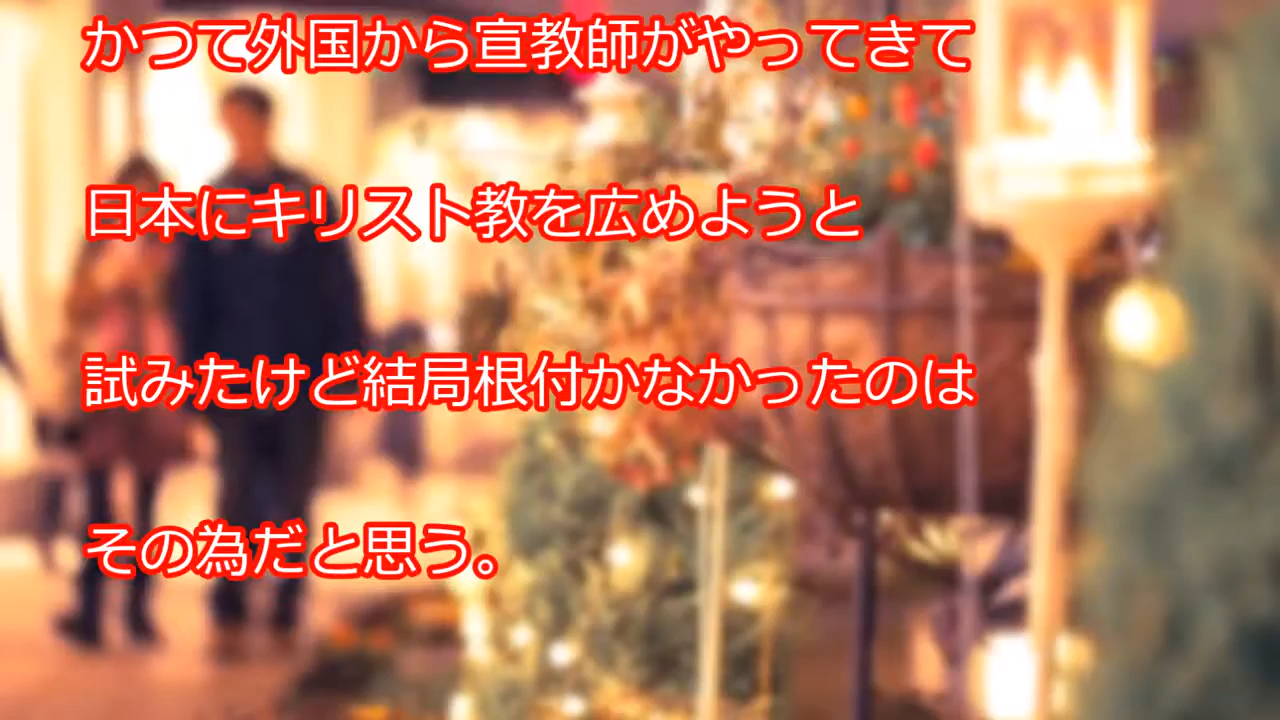 かつて外国から宣教師がやってきて
日本にキリスト教を広めようと
試みたけど結局根付かなかったのは
その為だと思う。